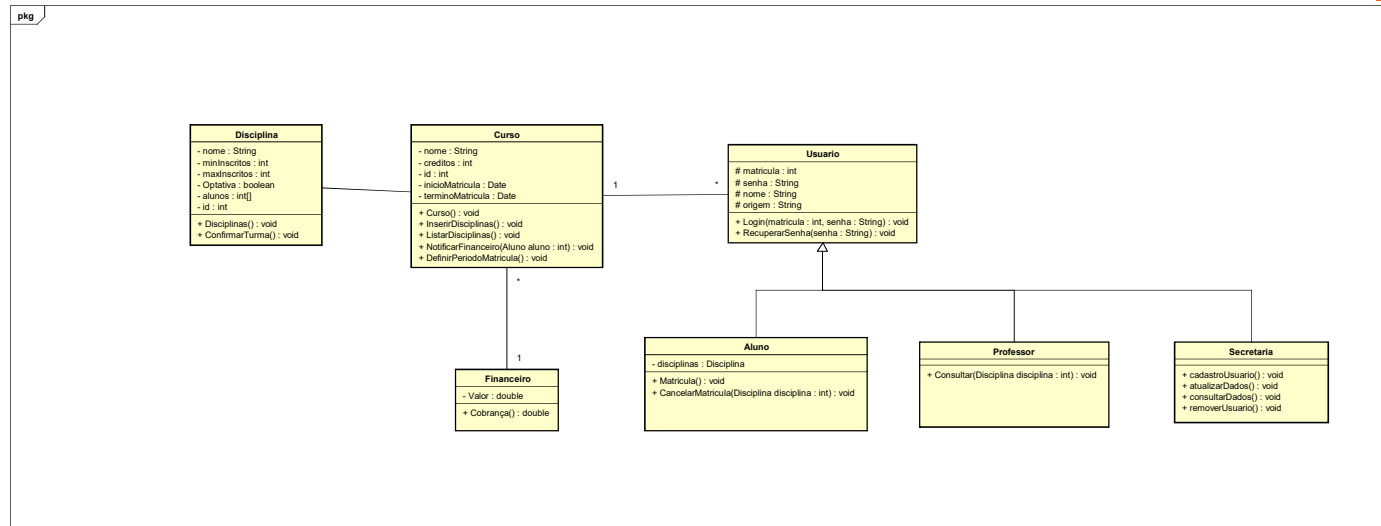 pkg
Disciplina
- nome : String
- minInscritos : int
- maxInscritos : int
- Optativa : boolean
- alunos : int[]
- id : int
+ Disciplinas() : void
+ ConfirmarTurma() : void
Curso
- nome : String
- creditos : int
- id : int
- inicioMatricula : Date
- terminoMatricula : Date
+ Curso() : void
+ InserirDisciplinas() : void
+ ListarDisciplinas() : void
+ NotificarFinanceiro(Aluno aluno : int) : void
+ DefinirPeriodoMatricula() : void
1
*
Usuario
# matricula : int
# senha : String
# nome : String
# origem : String
+ Login(matricula : int, senha : String) : void
+ RecuperarSenha(senha : String) : void
*
1
Financeiro
- Valor : double
+ Cobrança() : double
Aluno
- disciplinas : Disciplina
+ Matricula() : void
+ CancelarMatricula(Disciplina disciplina : int) : void
Professor
+ Consultar(Disciplina disciplina : int) : void
Secretaria
+ cadastroUsuario() : void
+ atualizarDados() : void
+ consultarDados() : void
+ removerUsuario() : void